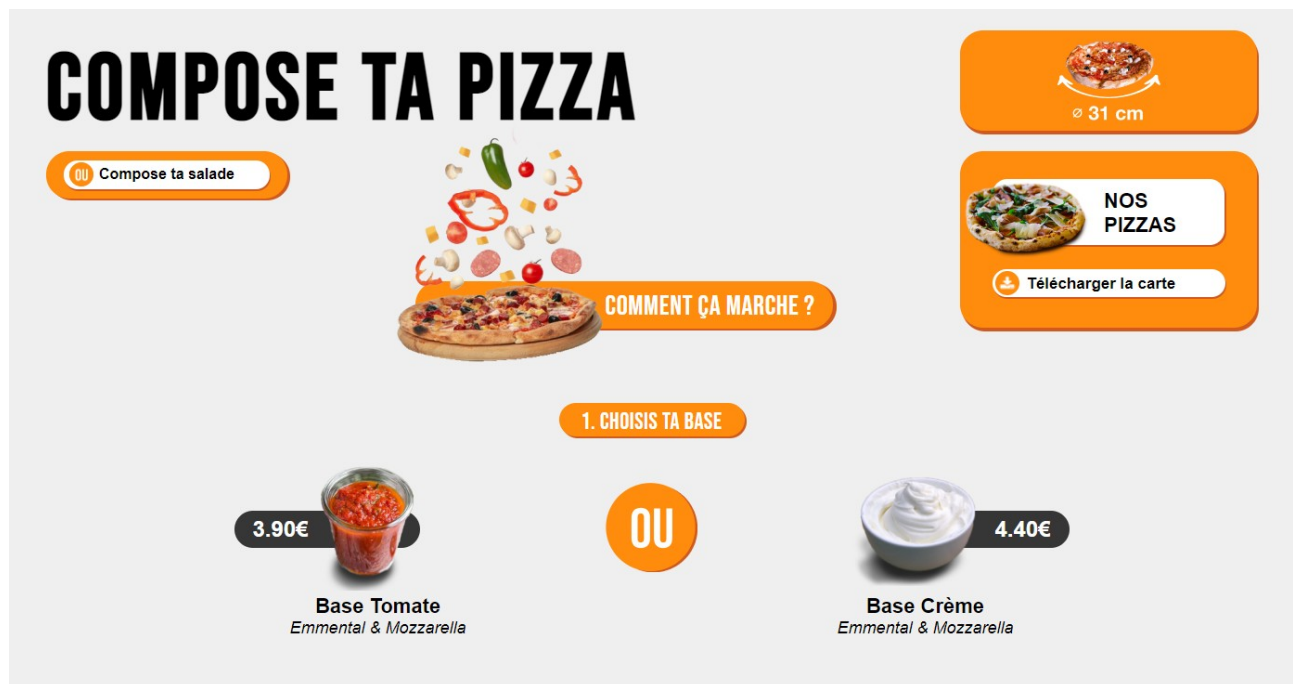 COMPOSE TA PIZZA
OU Compose ta salade
⌀ 31 cm
NOS
PIZZAS
Télécharger la carte
COMMENT ÇA MARCHE ?
1. CHOISIS TA BASE
3.90€
OU
4.40€
Base Tomate
Emmental & Mozzarella
Base Crème
Emmental & Mozzarella